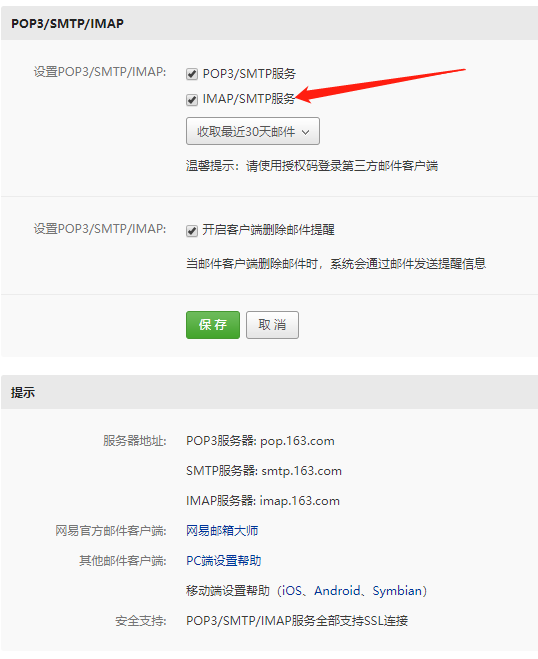 POP3/SMTP/IMAP
设置POP3/SMTP/IMAP: POP3/SMTP服务
IMAP/SMTP服务
收取最近30天邮件
温馨提示：请使用授权码登录第三方邮件客户端
设置POP3/SMTP/IMAP: 开启客户端删除邮件提醒
当邮件客户端删除邮件时，系统会通过邮件发送提醒信息
保 存 取 消
提示
服务器地址: POP3服务器: pop.163.com
SMTP服务器: smtp.163.com
IMAP服务器: imap.163.com
网易官方邮件客户端: 网易邮箱大师
其他邮件客户端: PC端设置帮助
移动端设置帮助（iOS、Android、Symbian）
安全支持: POP3/SMTP/IMAP服务全部支持SSL连接